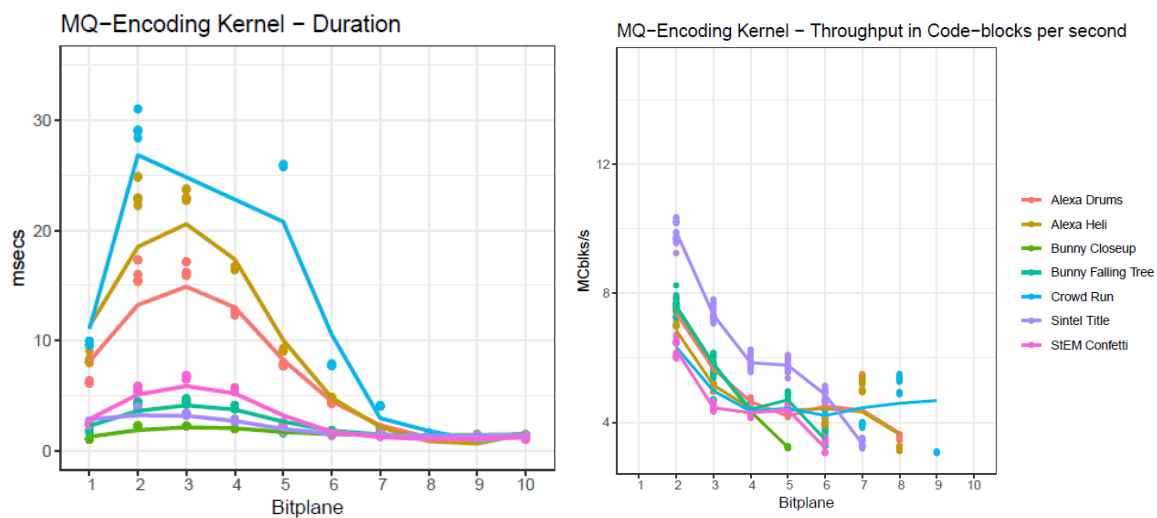 MQ−Encoding Kernel − Duration
msecs
30
20
10
0
1 2 3 4 5 6 7 8 9 10
Bitplane
MQ−Encoding Kernel − Throughput in Code−blocks per second
MCblks/s
12
8
4
1 2 3 4 5 6 7 8 9 10
Bitplane
Alexa Drums
Alexa Heli
Bunny Closeup
Bunny Falling Tree
Crowd Run
Sintel Title
StEM Confetti